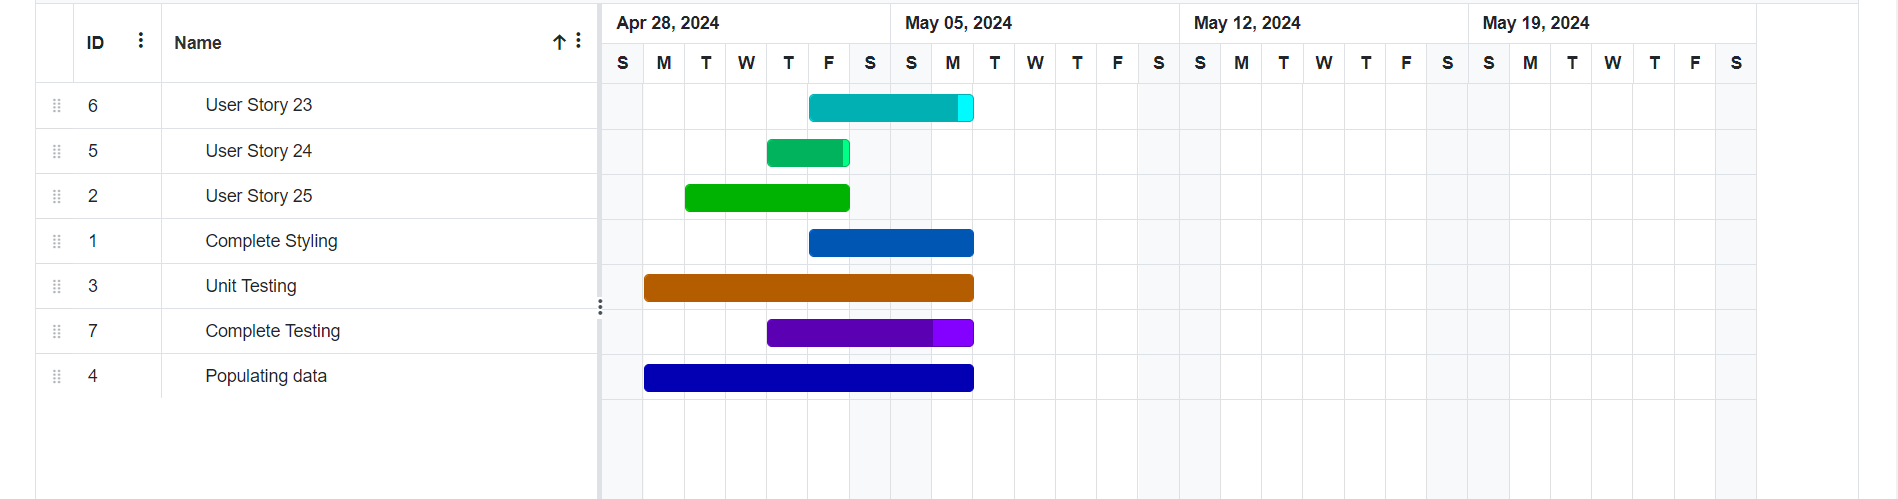 ID Name Apr 28, 2024 May 05, 2024 May 12, 2024 May 19, 2024
S M T W T F S S M T W T F S S M T W T F S S M T W T F S
6 User Story 23
5 User Story 24
2 User Story 25
1 Complete Styling
3 Unit Testing
7 Complete Testing
4 Populating data